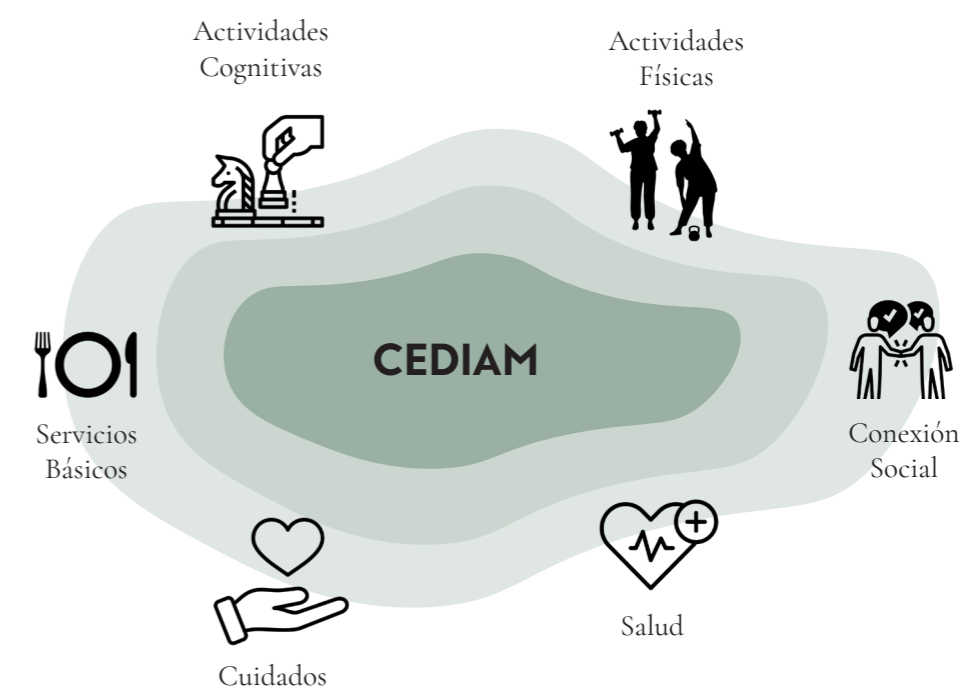 Actividades
Cognitivas
Actividades
Físicas
CEDIAM
Servicios
Básicos
Conexión
Social
Salud
Cuidados